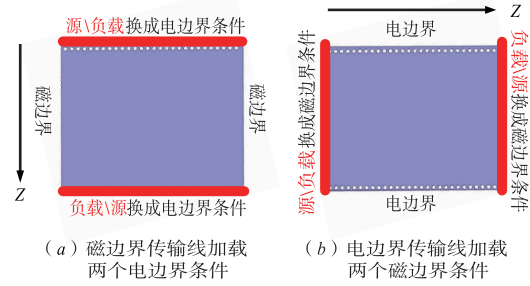 源\负载换成电边界条件
磁边界
磁边界
Z
负载\源换成电边界条件
(a)磁边界传输线加载
两个电边界条件
Z
电边界
源\负载换成磁边界条件
负载\源换成磁边界条件
电边界
(b)电边界传输线加载
两个磁边界条件